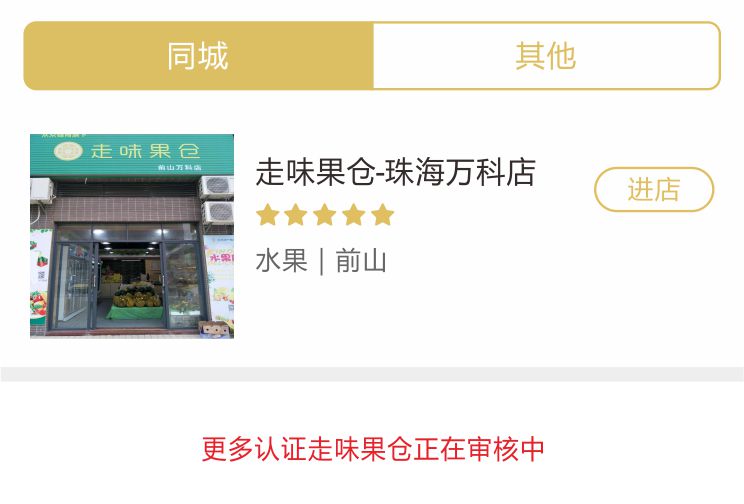 同城
其他
走味果仓
前山万科店
水果
走味果仓-珠海万科店
进店
水果 | 前山
更多认证走味果仓正在审核中